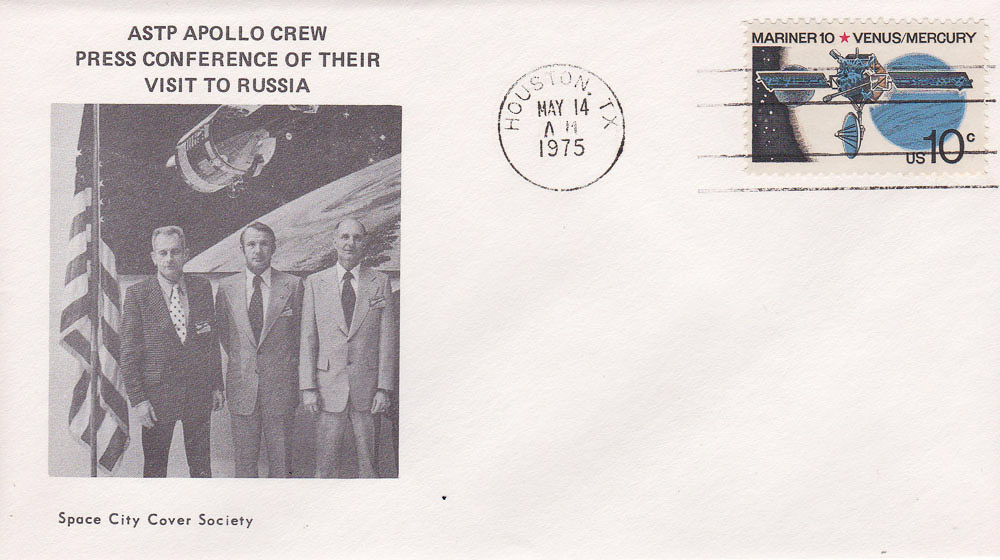 ASTP APOLLO CREW
PRESS CONFERENCE OF THEIR
VISIT TO RUSSIA
HOUSTON, TX
MAY 14
AM
1975
MARINER 10 ★ VENUS/MERCURY
US 10c
Space City Cover Society